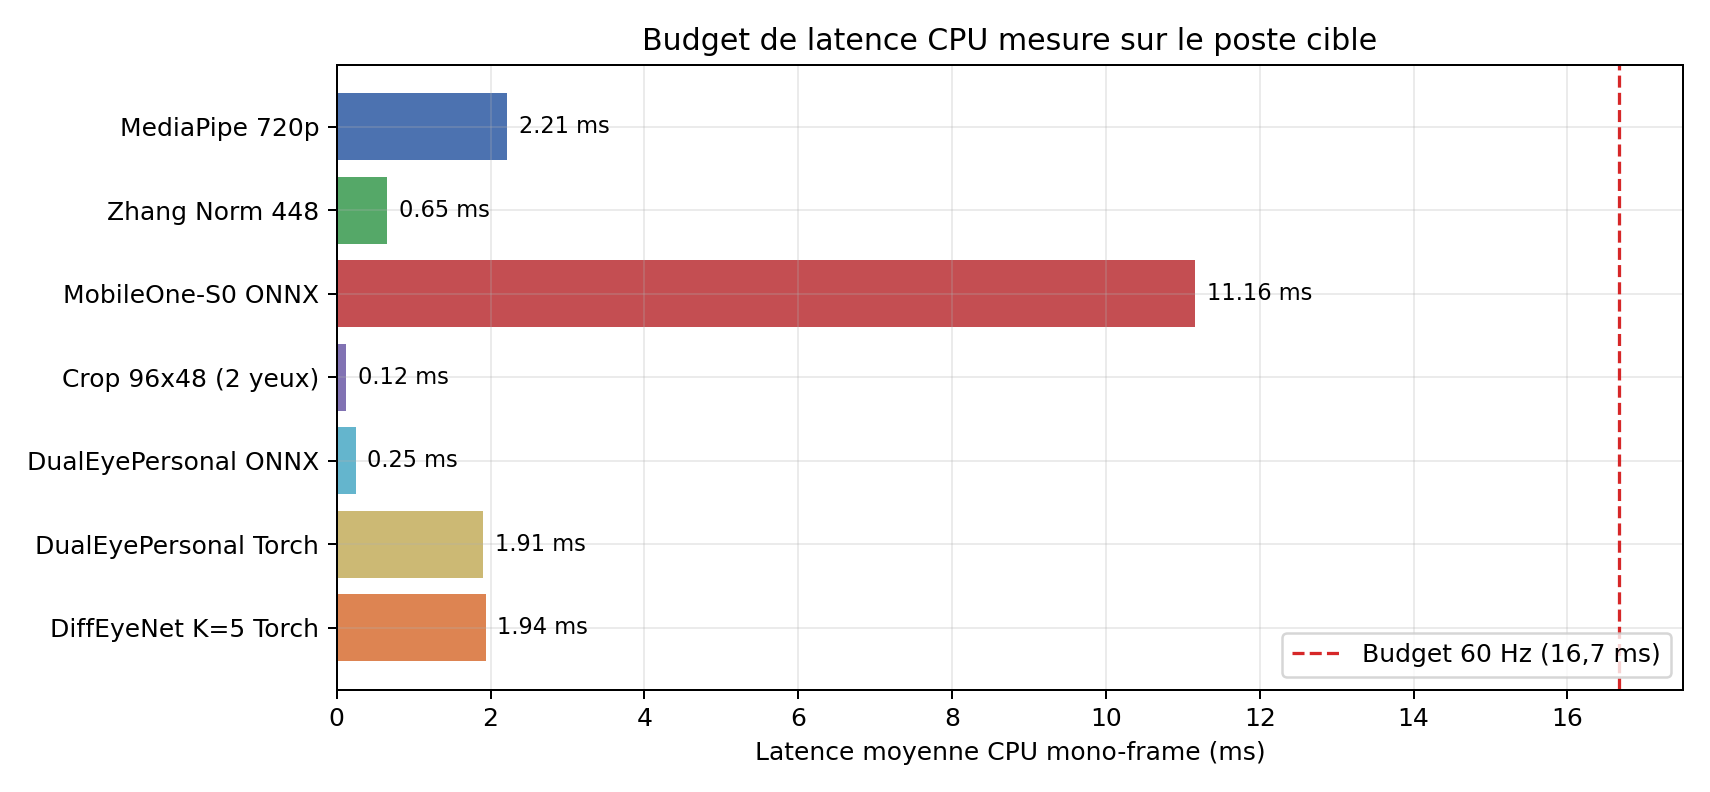 Budget de latence CPU mesure sur le poste cible
MediaPipe 720p
2.21 ms
Zhang Norm 448
0.65 ms
MobileOne-S0 ONNX
11.16 ms
Crop 96x48 (2 yeux)
0.12 ms
DualEyePersonal ONNX
0.25 ms
DualEyePersonal Torch
1.91 ms
DiffEyeNet K=5 Torch
1.94 ms
Budget 60 Hz (16,7 ms)
0 2 4 6 8 10 12 14 16
Latence moyenne CPU mono-frame (ms)